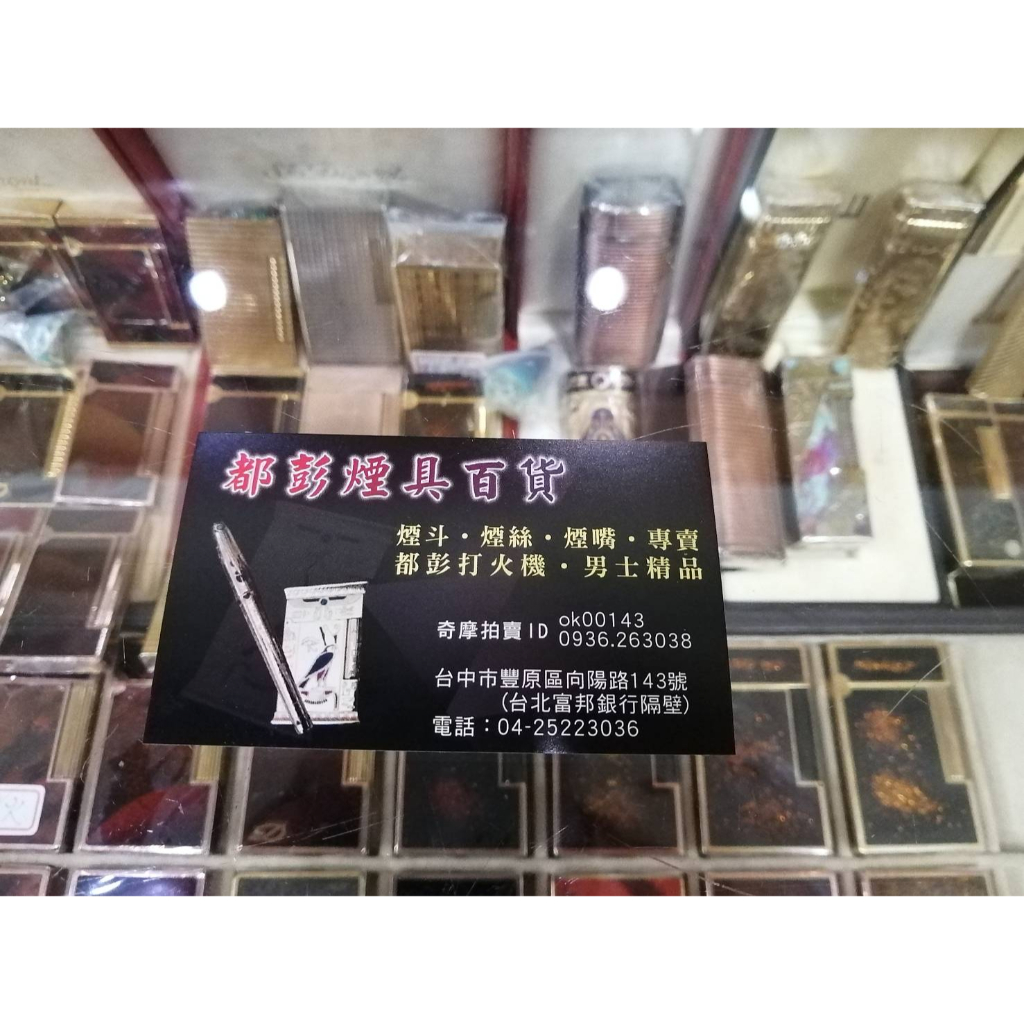 都彭煙具百貨
煙斗・煙絲・煙嘴・專賣
都彭打火機・男士精品
奇摩拍賣ID ok00143
0936.263038
台中市豐原區向陽路143號
(台北富邦銀行隔壁)
電話：04-25223036